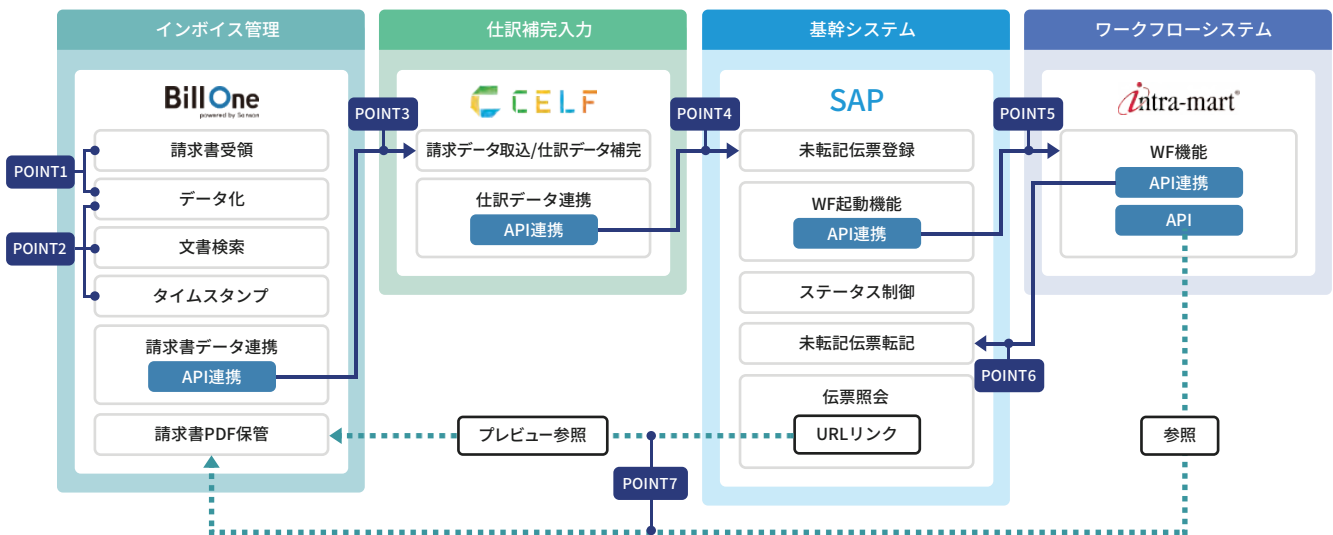 インボイス管理
仕訳補完入力
基幹システム
ワークフローシステム
Bill One
powered by Sansan
CELF
SAP
intra-mart®
POINT1
POINT2
POINT3
POINT4
POINT5
POINT6
POINT7
請求書受領
データ化
文書検索
タイムスタンプ
請求書データ連携
API連携
請求書PDF保管
請求データ取込/仕訳データ補完
仕訳データ連携
API連携
未転記伝票登録
WF起動機能
API連携
ステータス制御
未転記伝票転記
伝票照会
URLリンク
WF機能
API連携
API
プレビュー参照
参照